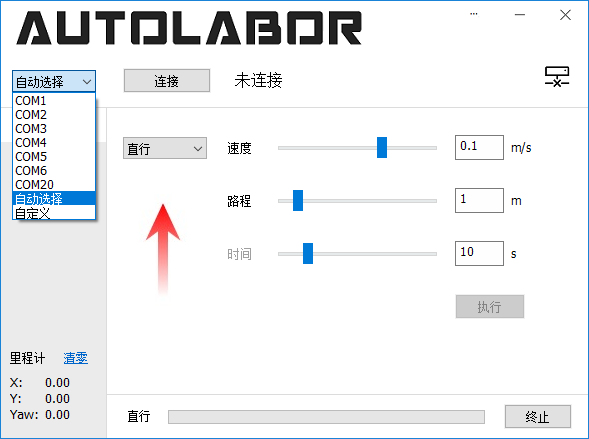 AUTOLABOR
自动选择
连接
未连接
COM1
COM2
COM3
COM4
COM5
COM6
COM20
自动选择
自定义
直行
速度
0.1
m/s
路程
1
m
时间
10
s
执行
里程计
清零
X: 0.00
Y: 0.00
Yaw: 0.00
直行
终止